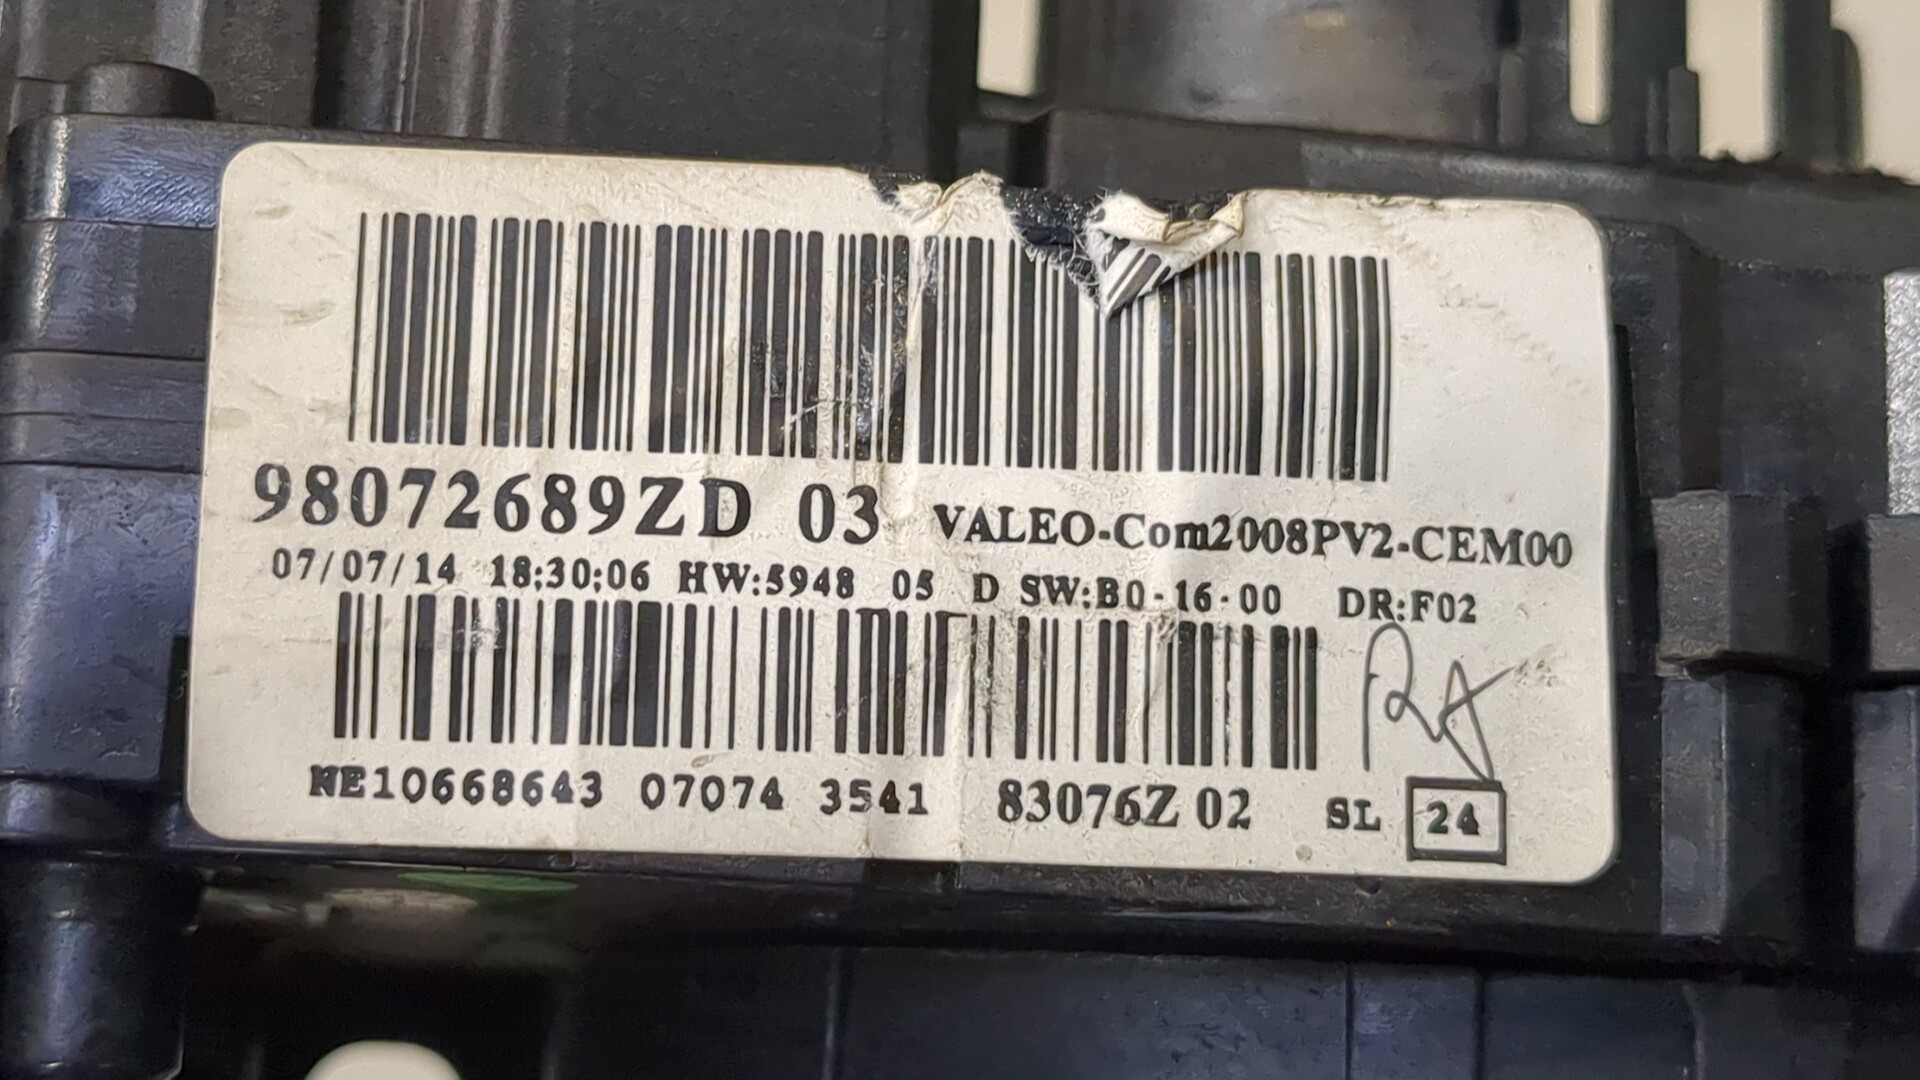 98072689ZD 03 VALEO-Com2008PV2-CEM00
07/07/14 18:30:06 HW:5948 05 D SW:B0-16-00 DR:F02
RA
NE10668643 07074 3541 83076Z 02 SL 24